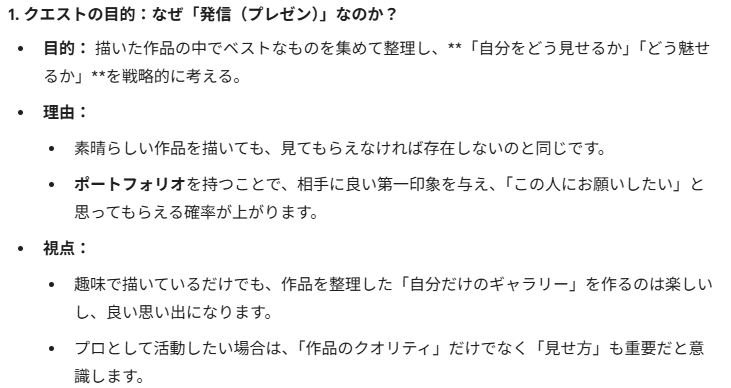 1. クエストの目的：なぜ「発信（プレゼン）」なのか？
• 目的： 描いた作品の中でベストなものを集めて整理し、**「自分をどう見せるか」「どう魅せ
るか」**を戦略的に考える。
• 理由：
• 素晴らしい作品を描いても、見てもらえなければ存在しないのと同じです。
• ポートフォリオを持つことで、相手に良い第一印象を与え、「この人にお願いしたい」と
思ってもらえる確率が上がります。
• 視点：
• 趣味で描いているだけでも、作品を整理した「自分だけのギャラリー」を作るのは楽しい
し、良い思い出になります。
• プロとして活動したい場合は、「作品のクオリティ」だけでなく「見せ方」も重要だと意
識します。